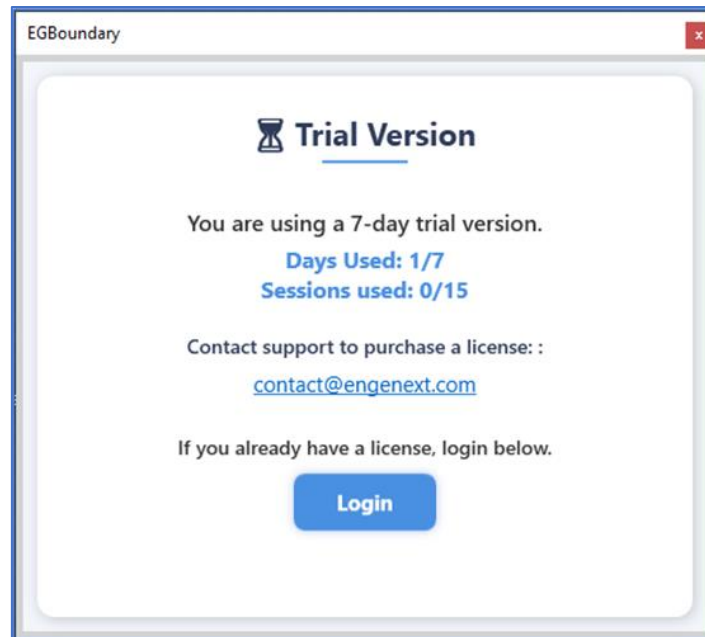 EGBoundary
x
Trial Version
You are using a 7-day trial version.
Days Used: 1/7
Sessions used: 0/15
Contact support to purchase a license: :
contact@engenext.com
If you already have a license, login below.
Login